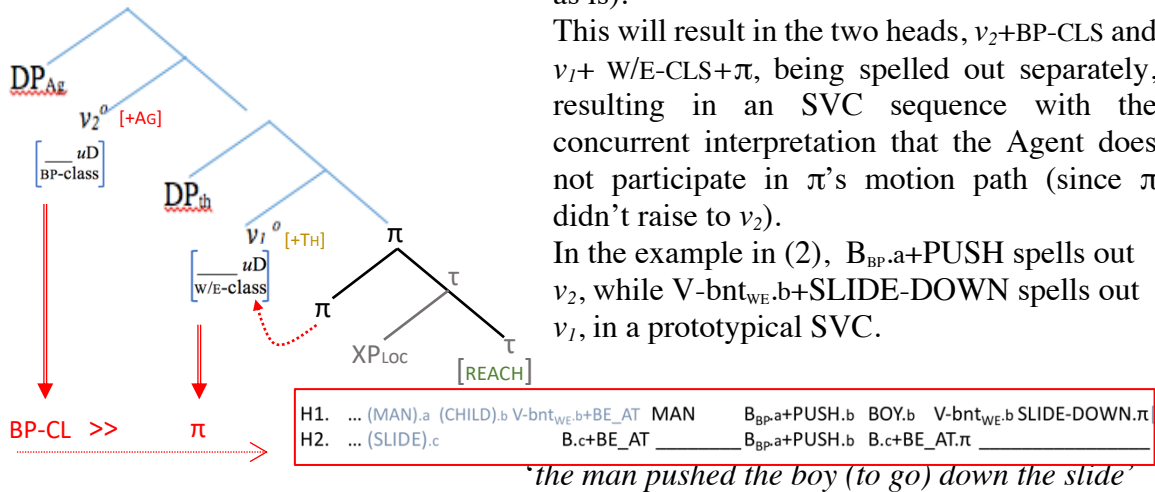 as is).
This will result in the two heads, v2+BP-CLS and
v1+ W/E-CLS+π, being spelled out separately,
resulting in an SVC sequence with the
concurrent interpretation that the Agent does
not participate in π's motion path (since π
didn't raise to v2).
In the example in (2), BBP.a+PUSH spells out
v2, while V-bntWE.b+SLIDE-DOWN spells out
v1, in a prototypical SVC.
DPAg
v2o [+AG]
[___ uD
BP-class]
DPth
v1o [+TH]
[____ uD
W/E-class]
π
π
τ
XPLOC
τ
[REACH]
BP-CL >> π
H1. ... (MAN).a (CHILD).b V-bntWE.b+BE_AT MAN BBP.a+PUSH.b BOY.b V-bntWE.b SLIDE-DOWN.π[
H2. ... (SLIDE).c B.c+BE_AT ________ BBP.a+PUSH.b B.c+BE_AT.π ________________
'the man pushed the boy (to go) down the slide'